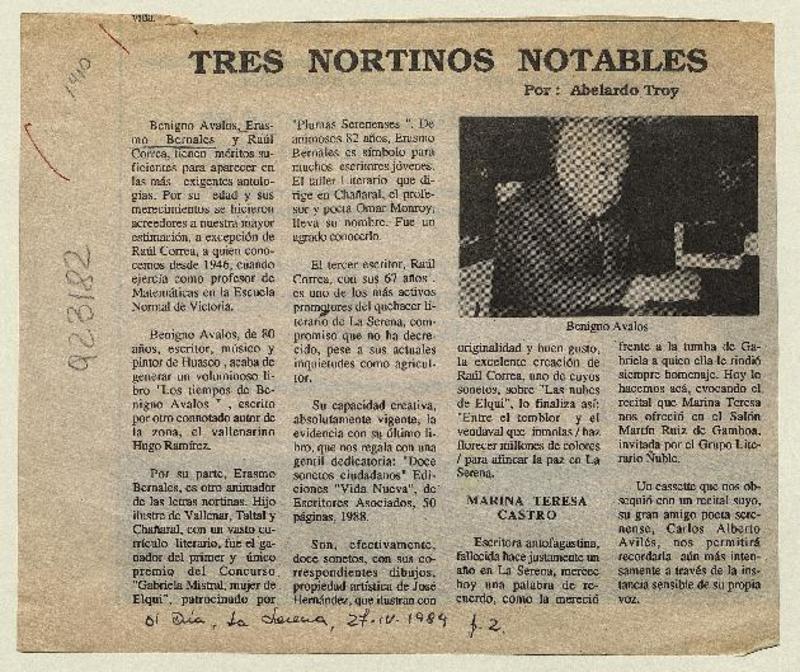 vida.
1910
923182
TRES NORTINOS NOTABLES
Por : Abelardo Troy
Benigno Avalos, Eras-
mo Bernales y Raúl
Correa, tienen méritos su-
ficientes para aparecer en
las más exigentes antolo-
gías. Por su edad y sus
merecimientos se hicieron
acreedores a nuestra mayor
estimación, a excepción de
Raúl Correa, a quien cono-
cemos desde 1946, cuando
ejercía como profesor de
Matemáticas en la Escuela
Normal de Victoria.
Benigno Avalos, de 80
años, escritor, músico y
pintor de Huasco, acaba de
generar un voluminoso li-
bro "Los tiempos de Be-
nigno Avalos ", escrito
por otro connotado autor de
la zona, el vallenarino
Hugo Ramírez.
Por su parte, Erasmo
Bernales, es otro animador
de las letras nortinas. Hijo
ilustre de Vallenar, Taltal y
Chañaral, con un vasto cu-
rrículo literario, fue el ga-
nador del primer y único
premio del Concurso
"Gabriela Mistral, mujer de
Elqui", patrocinado por
"Plumas Serenenses ". De
animosos 82 años, Erasmo
Bernales es símbolo para
muchos escritores jóvenes.
El taller Literario que di-
rige en Chañaral, el profe-
sor y poeta Omar Monroy,
lleva su nombre. Fue un
agrado conocerlo.
El tercer escritor, Raúl
Correa, con sus 67 años ,
es uno de los más activos
promotores del quehacer li-
terario de La Serena, com-
promiso que no ha decre-
cido, pese a sus actuales
inquietudes como agricul-
tor.
Su capacidad creativa,
absolutamente vigente, la
evidencia con su último li-
bro, que nos regala con una
gentil dedicatoria: "Doce
sonetos ciudadanos" Edi-
ciones "Vida Nueva", de
Escritores Asociados, 50
páginas, 1988.
Son, efectivamente,
doce sonetos, con sus co-
rrespondientes dibujos,
propiedad artística de José
Hernández, que ilustran con
Benigno Avalos
originalidad y buen gusto,
la excelente creación de
Raúl Correa, uno de cuyos
sonetos, sobre "Las nubes
de Elqui", lo finaliza así:
"Entre el temblor y el
vendaval que inmolas / haz
florecer millones de colores
/ para afincar la paz en La
Serena.
MARINA TERESA
CASTRO
Escritora antofagastina,
fallecida hace justamente un
año en La Serena, merece
hoy una palabra de re-
cuerdo, como la mereció
frente a la tumba de Ga-
briela a quien ella le rindió
siempre homenaje. Hoy lo
hacemos acá, evocando el
recital que Marina Teresa
nos ofreció en el Salón
Martín Ruiz de Gamboa,
invitada por el Grupo Lite-
rario Ñuble.
Un cassette que nos ob-
sequió con un recital suyo,
su gran amigo poeta sere-
nense, Carlos Alberto
Avilés, nos permitirá
recordarla aún más inten-
samente a través de la ins-
tancia sensible de su propia
voz.
El Día, La Serena, 27-IV-1989 p. 2.